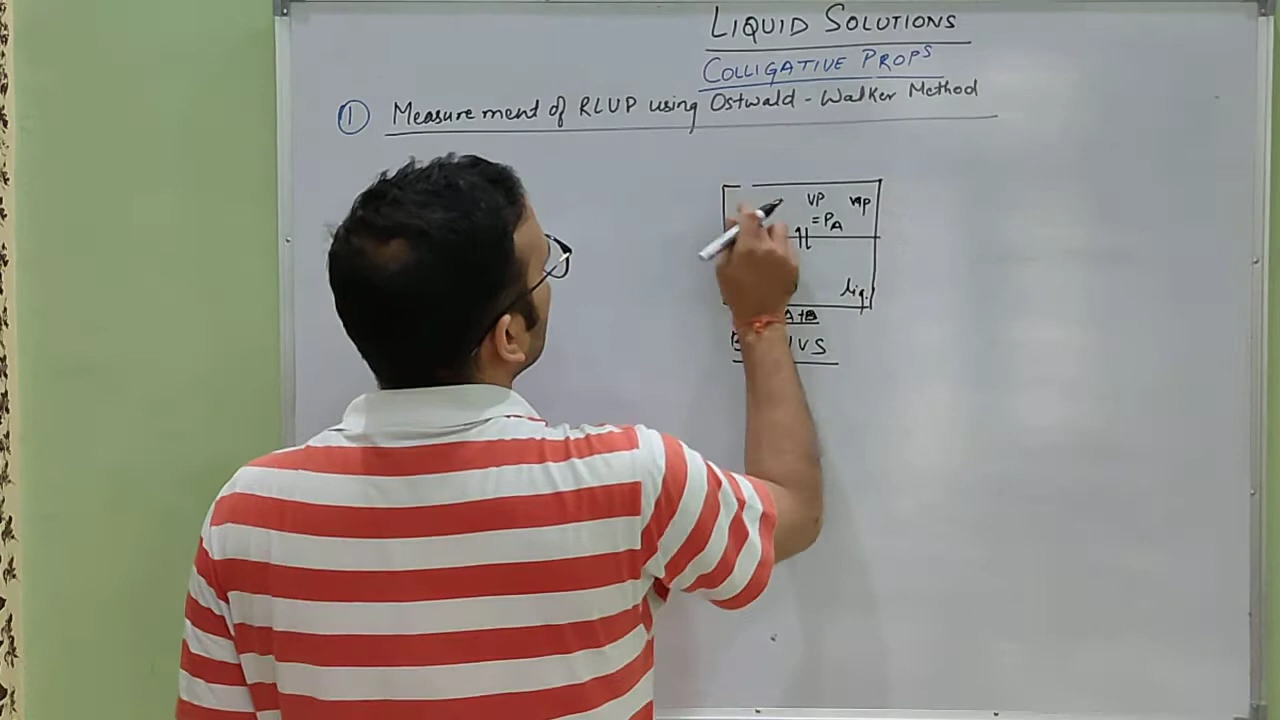 LIQUID SOLUTIONS
COLLIGATIVE PROPS
① Measurement of RLVP using Ostwald - Walker Method
VP vap
= PA
liq.
A+B
VS